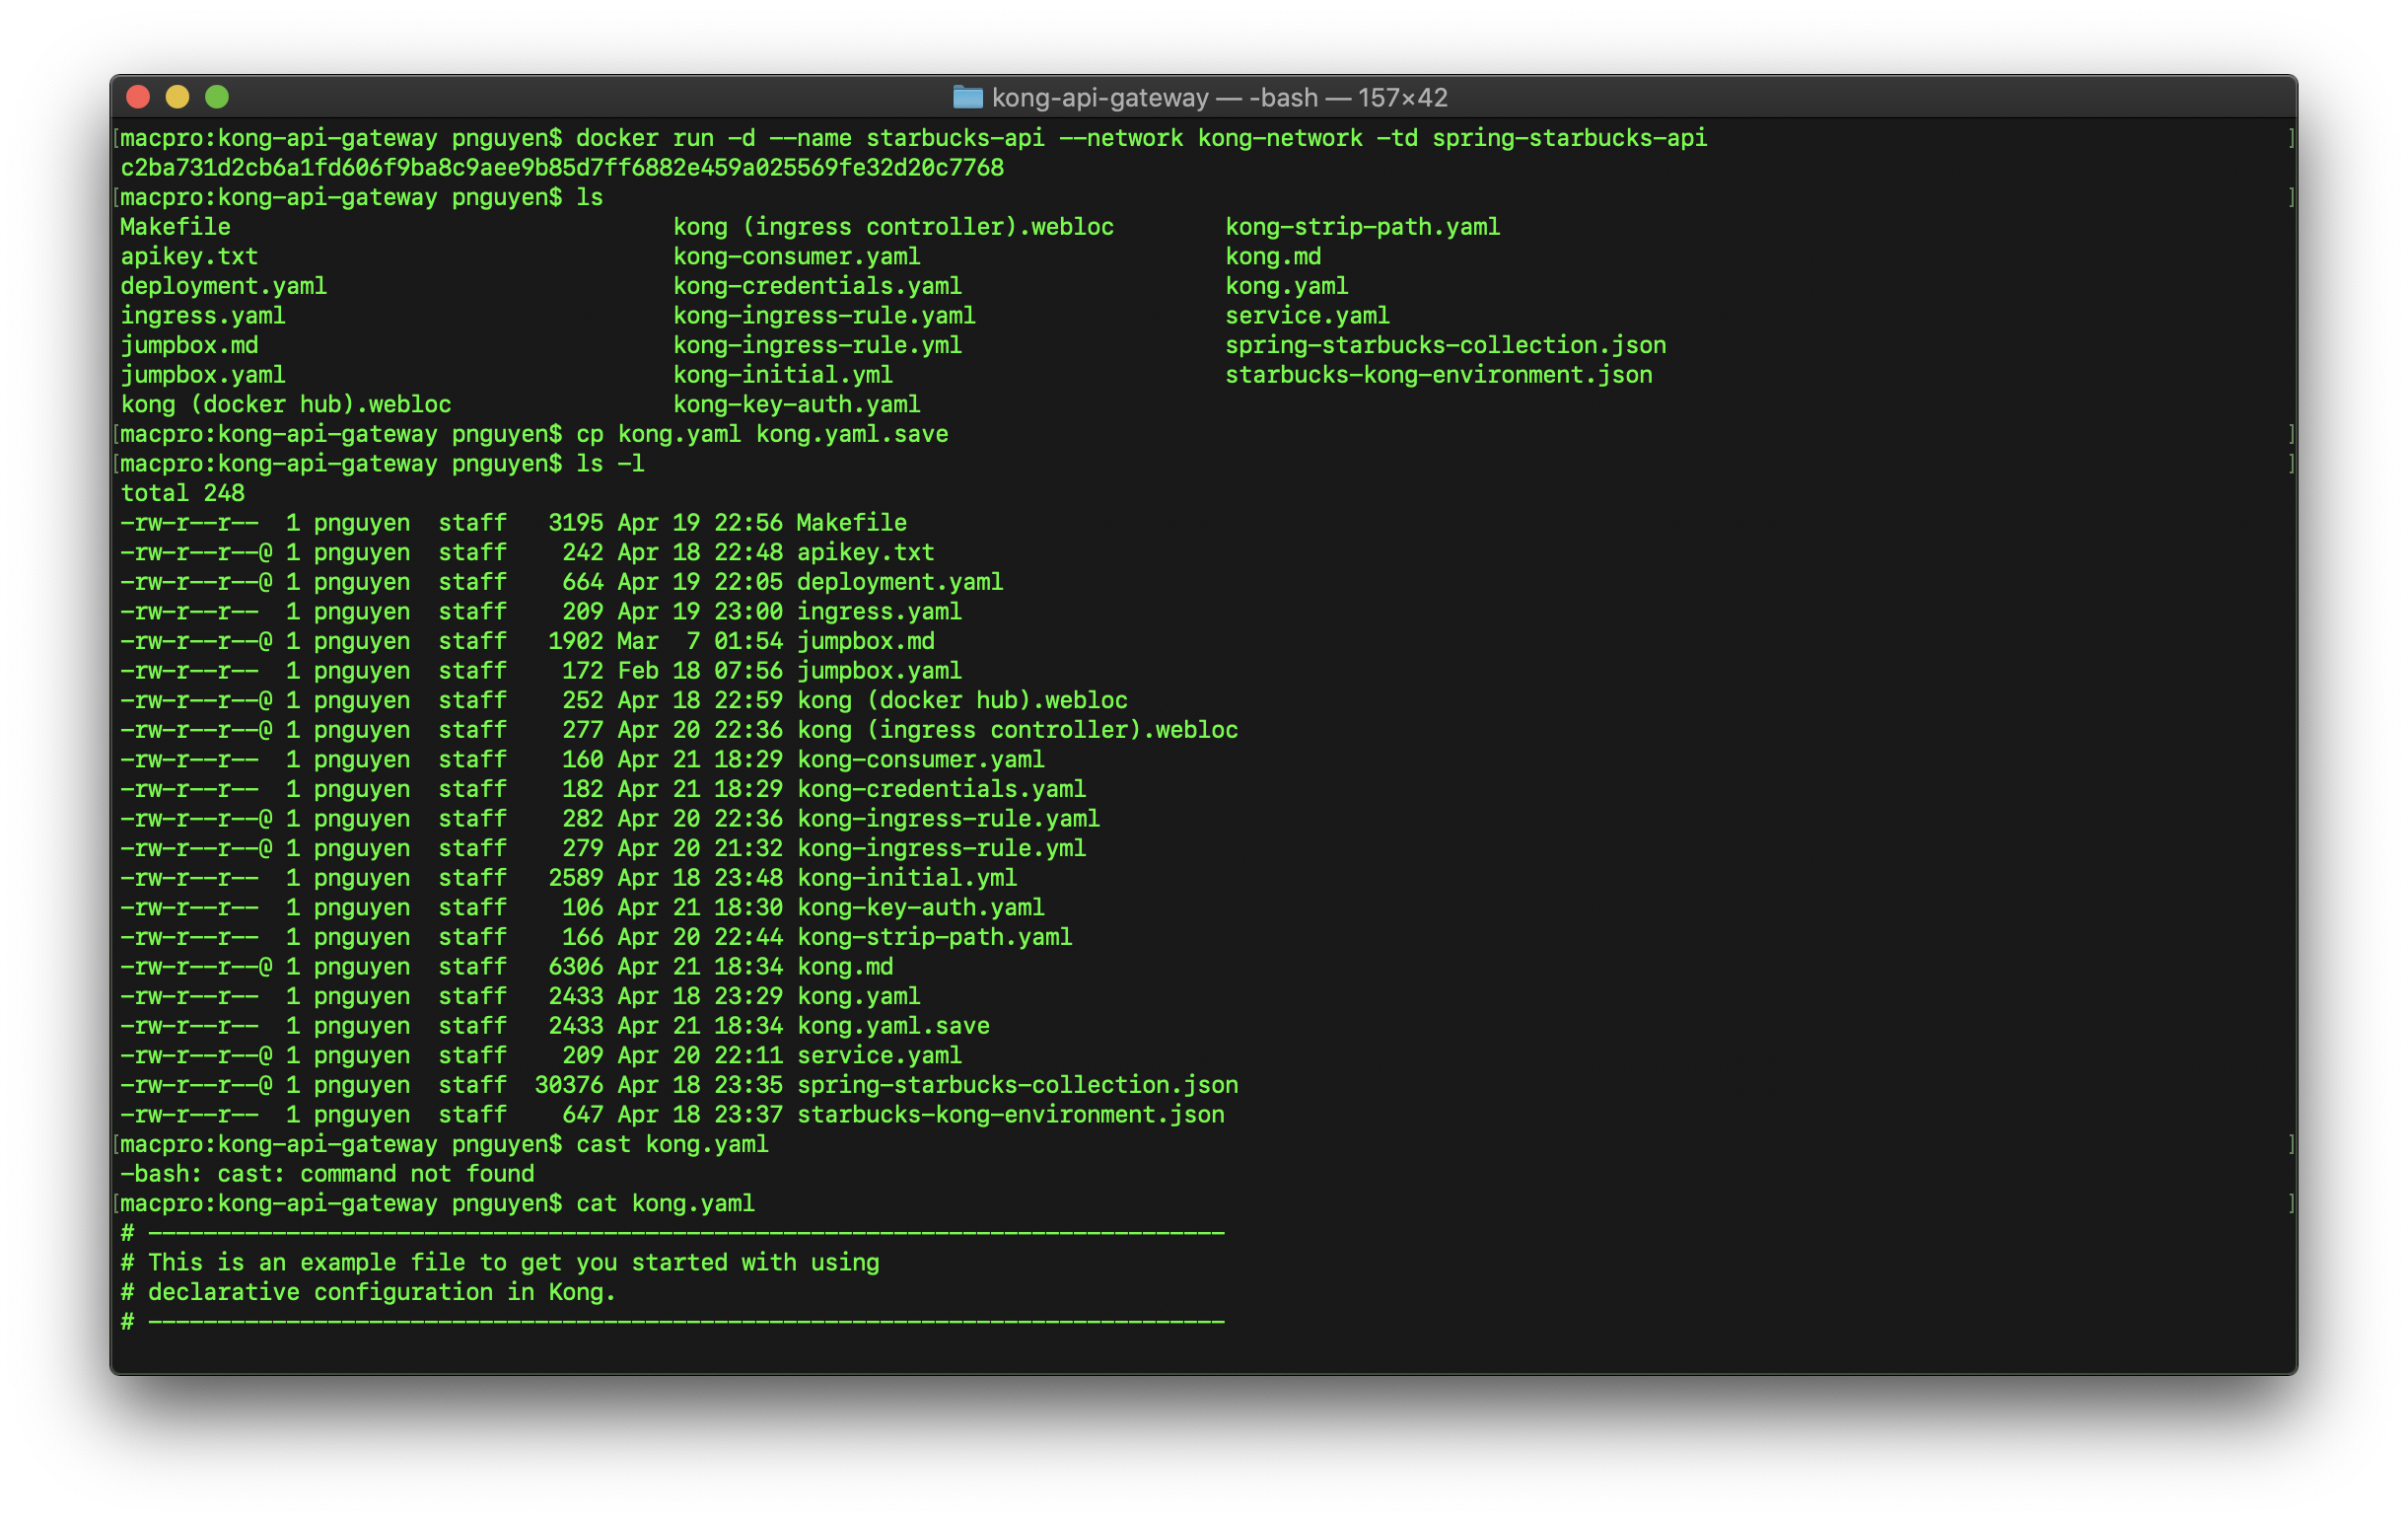 kong-api-gateway — -bash — 157×42
[macpro:kong-api-gateway pnguyen$ docker run -d --name starbucks-api --network kong-network -td spring-starbucks-api ]
c2ba731d2cb6a1fd606f9ba8c9aee9b85d7ff6882e459a025569fe32d20c7768
[macpro:kong-api-gateway pnguyen$ ls ]
Makefile kong (ingress controller).webloc kong-strip-path.yaml
apikey.txt kong-consumer.yaml kong.md
deployment.yaml kong-credentials.yaml kong.yaml
ingress.yaml kong-ingress-rule.yaml service.yaml
jumpbox.md kong-ingress-rule.yml spring-starbucks-collection.json
jumpbox.yaml kong-initial.yml starbucks-kong-environment.json
kong (docker hub).webloc kong-key-auth.yaml
[macpro:kong-api-gateway pnguyen$ cp kong.yaml kong.yaml.save ]
[macpro:kong-api-gateway pnguyen$ ls -l ]
total 248
-rw-r--r-- 1 pnguyen staff 3195 Apr 19 22:56 Makefile
-rw-r--r--@ 1 pnguyen staff 242 Apr 18 22:48 apikey.txt
-rw-r--r--@ 1 pnguyen staff 664 Apr 19 22:05 deployment.yaml
-rw-r--r-- 1 pnguyen staff 209 Apr 19 23:00 ingress.yaml
-rw-r--r--@ 1 pnguyen staff 1902 Mar 7 01:54 jumpbox.md
-rw-r--r-- 1 pnguyen staff 172 Feb 18 07:56 jumpbox.yaml
-rw-r--r--@ 1 pnguyen staff 252 Apr 18 22:59 kong (docker hub).webloc
-rw-r--r--@ 1 pnguyen staff 277 Apr 20 22:36 kong (ingress controller).webloc
-rw-r--r-- 1 pnguyen staff 160 Apr 21 18:29 kong-consumer.yaml
-rw-r--r-- 1 pnguyen staff 182 Apr 21 18:29 kong-credentials.yaml
-rw-r--r--@ 1 pnguyen staff 282 Apr 20 22:36 kong-ingress-rule.yaml
-rw-r--r--@ 1 pnguyen staff 279 Apr 20 21:32 kong-ingress-rule.yml
-rw-r--r-- 1 pnguyen staff 2589 Apr 18 23:48 kong-initial.yml
-rw-r--r-- 1 pnguyen staff 106 Apr 21 18:30 kong-key-auth.yaml
-rw-r--r-- 1 pnguyen staff 166 Apr 20 22:44 kong-strip-path.yaml
-rw-r--r--@ 1 pnguyen staff 6306 Apr 21 18:34 kong.md
-rw-r--r-- 1 pnguyen staff 2433 Apr 18 23:29 kong.yaml
-rw-r--r-- 1 pnguyen staff 2433 Apr 21 18:34 kong.yaml.save
-rw-r--r--@ 1 pnguyen staff 209 Apr 20 22:11 service.yaml
-rw-r--r--@ 1 pnguyen staff 30376 Apr 18 23:35 spring-starbucks-collection.json
-rw-r--r-- 1 pnguyen staff 647 Apr 18 23:37 starbucks-kong-environment.json
[macpro:kong-api-gateway pnguyen$ cast kong.yaml ]
-bash: cast: command not found
[macpro:kong-api-gateway pnguyen$ cat kong.yaml ]
# ------------------------------------------------------------------------------
# This is an example file to get you started with using
# declarative configuration in Kong.
# ------------------------------------------------------------------------------